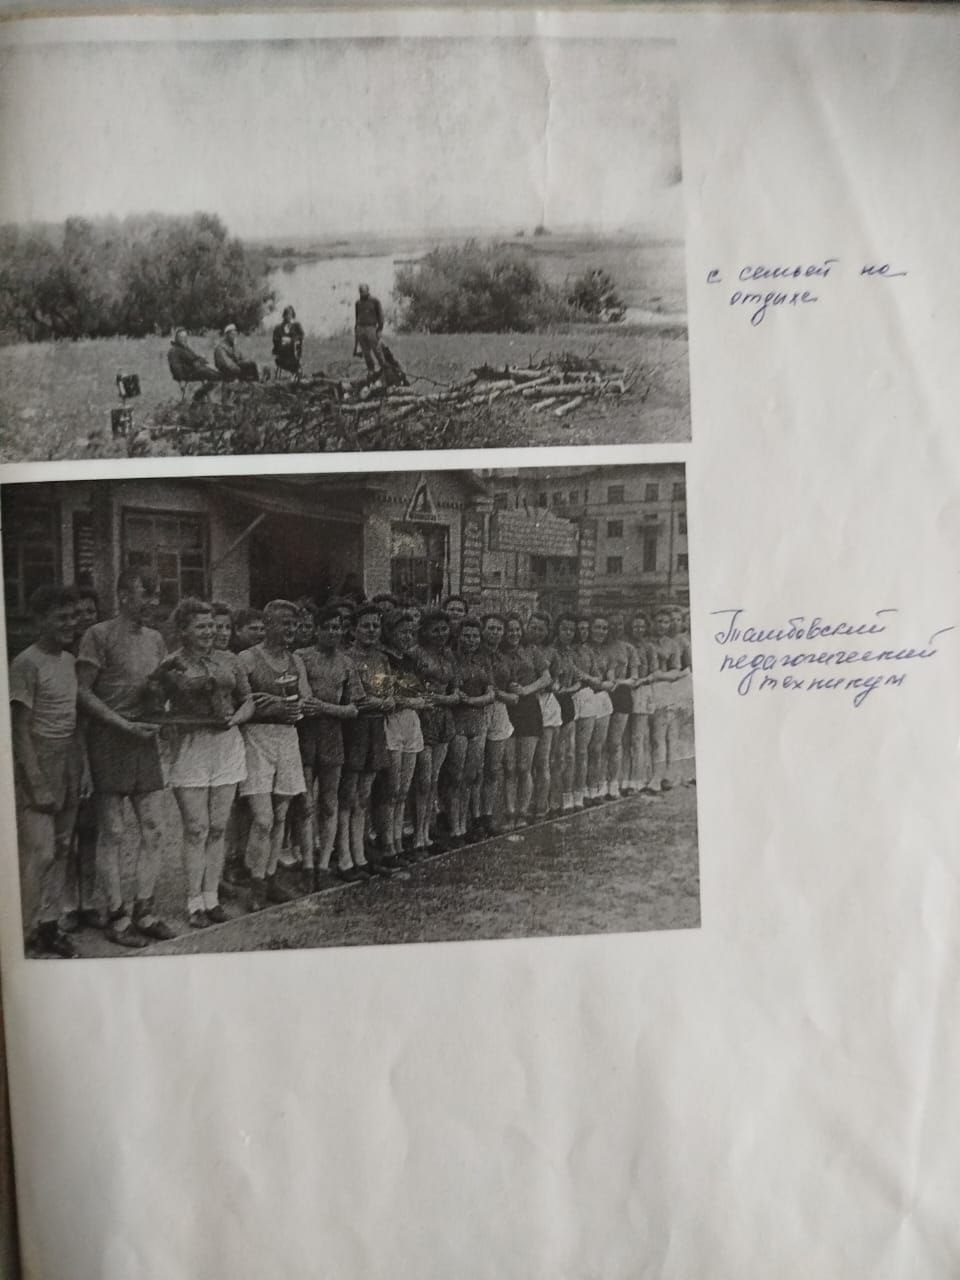 с семьей на
отдыхе
Тамбовский
педагогический
техникум